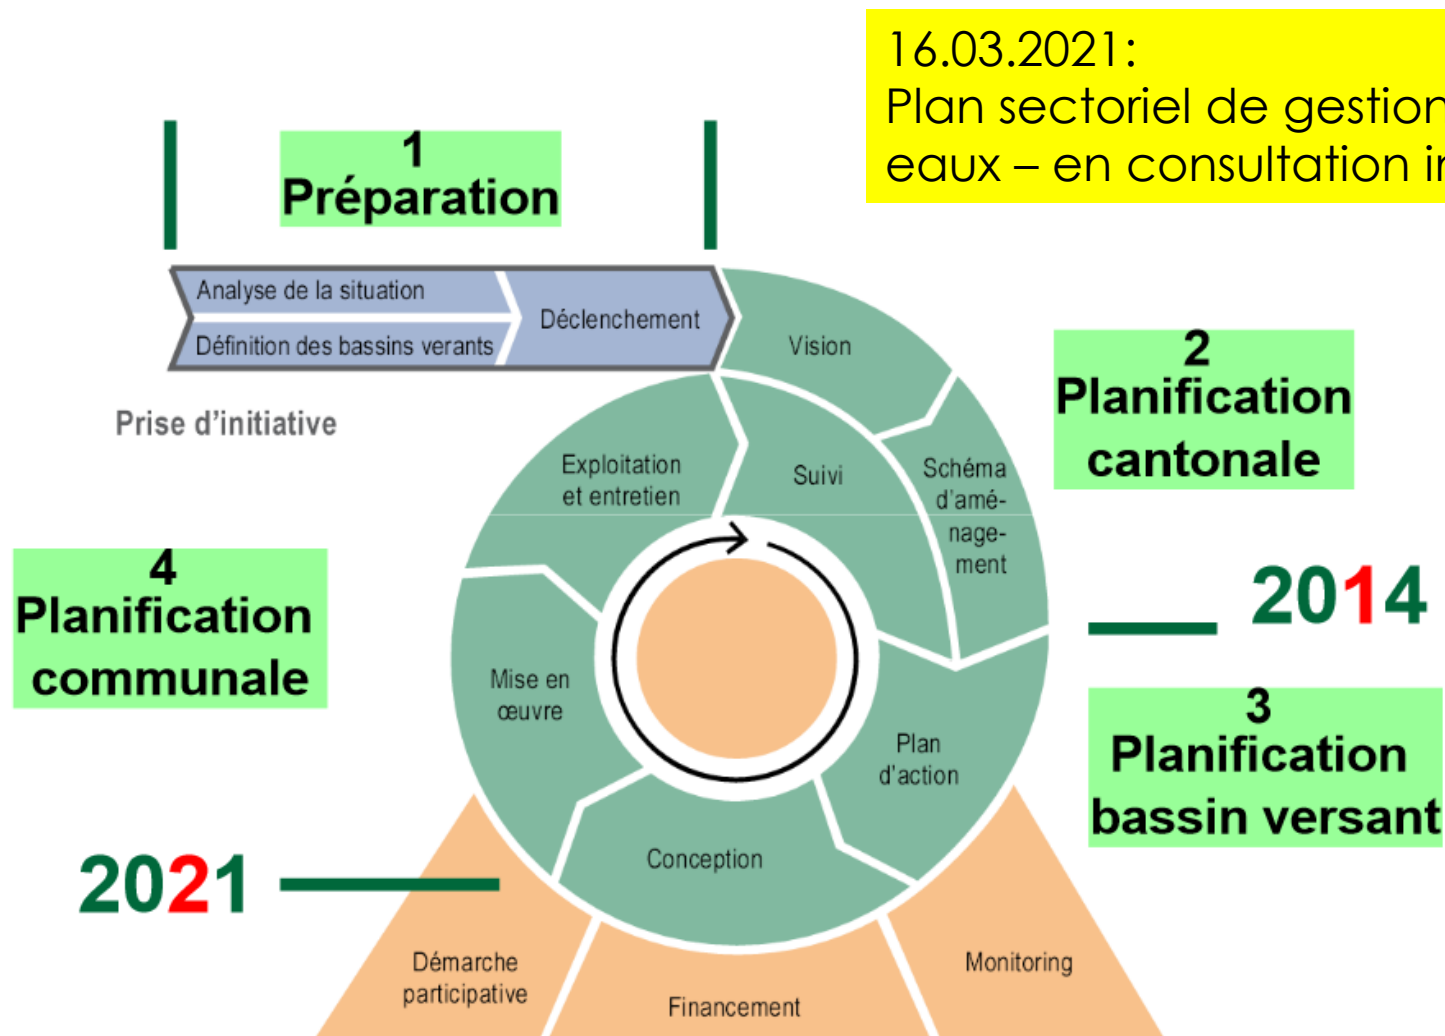 16.03.2021:
Plan sectoriel de gestion
eaux – en consultation
1
Préparation
Analyse de la situation
Définition des bassins verants
Déclenchement
Prise d'initiative
Vision
2
Planification
cantonale
Exploitation
et entretien
Suivi
Schéma
d'amé-
nage-
ment
4
Planification
communale
2014
Mise en
œuvre
Plan
d'action
3
Planification
bassin versant
Conception
2021
Démarche
participative
Financement
Monitoring